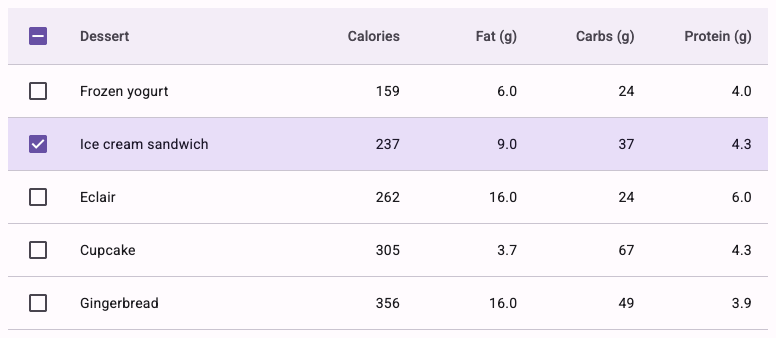 Dessert Calories Fat (g) Carbs (g) Protein (g)
Frozen yogurt 159 6.0 24 4.0
Ice cream sandwich 237 9.0 37 4.3
Eclair 262 16.0 24 6.0
Cupcake 305 3.7 67 4.3
Gingerbread 356 16.0 49 3.9